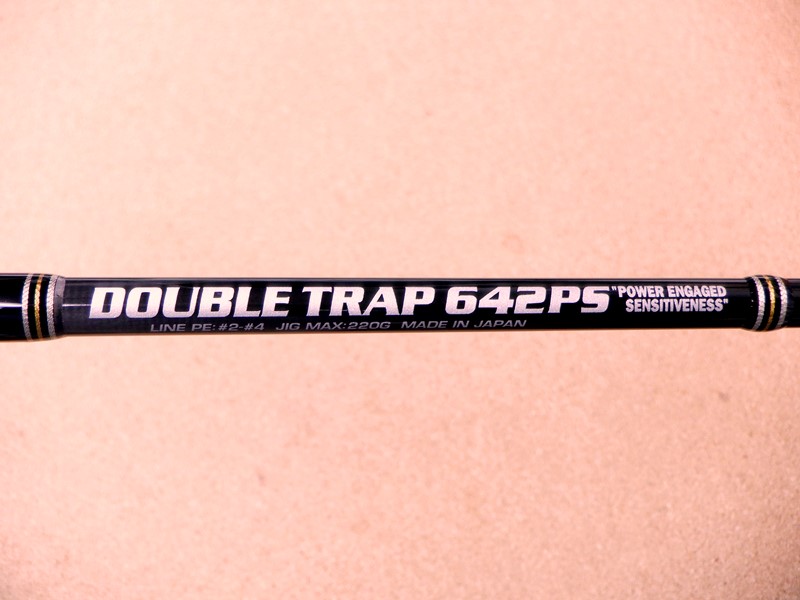 DOUBLE TRAP 642PS "POWER ENGAGED
SENSITIVENESS"
LINE PE:#2-#4 JIG MAX:220G MADE IN JAPAN